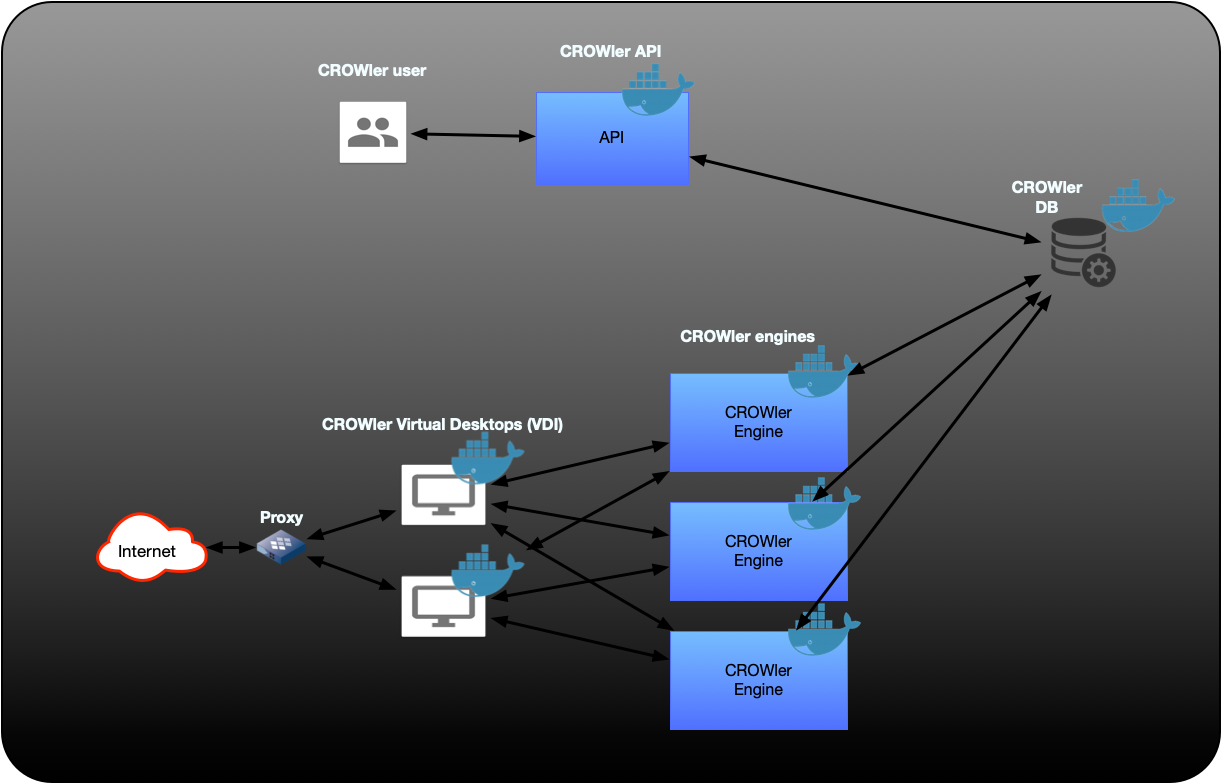 CROWler API
CROWler user
API
CROWler
DB
CROWler engines
CROWler
Engine
CROWler Virtual Desktops (VDI)
Proxy
Internet
CROWler
Engine
CROWler
Engine